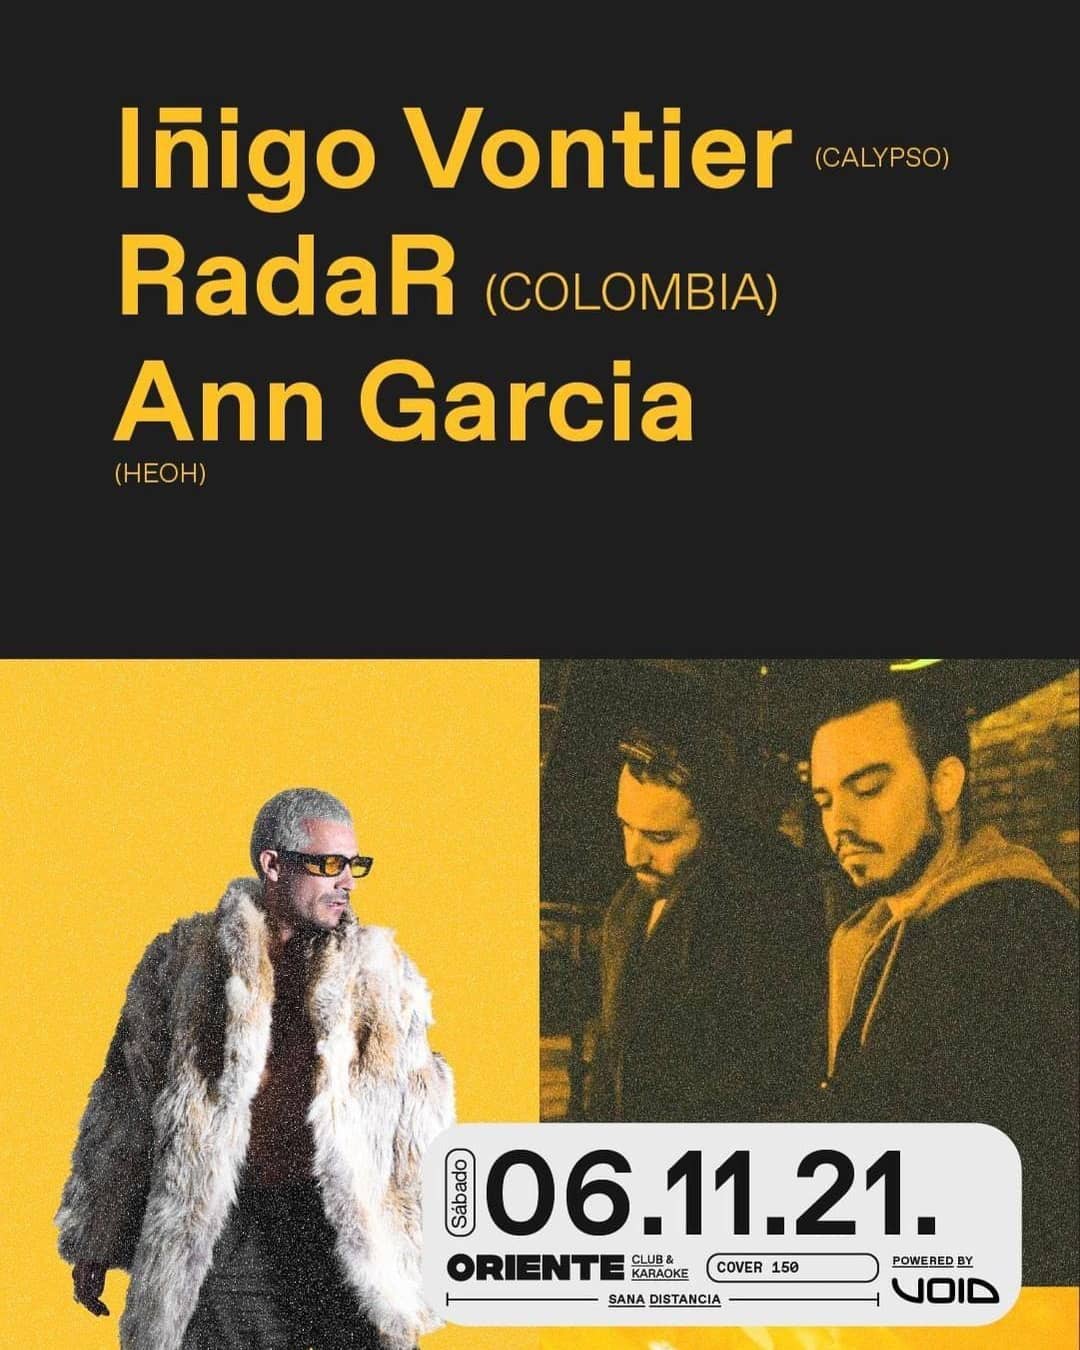 Iñigo Vontier (CALYPSO)
RadaR (COLOMBIA)
Ann Garcia
(HEOH)
Sábado
06.11.21.
ORIENTE CLUB &
KARAOKE
COVER 150
POWERED BY
VOID
SANA DISTANCIA